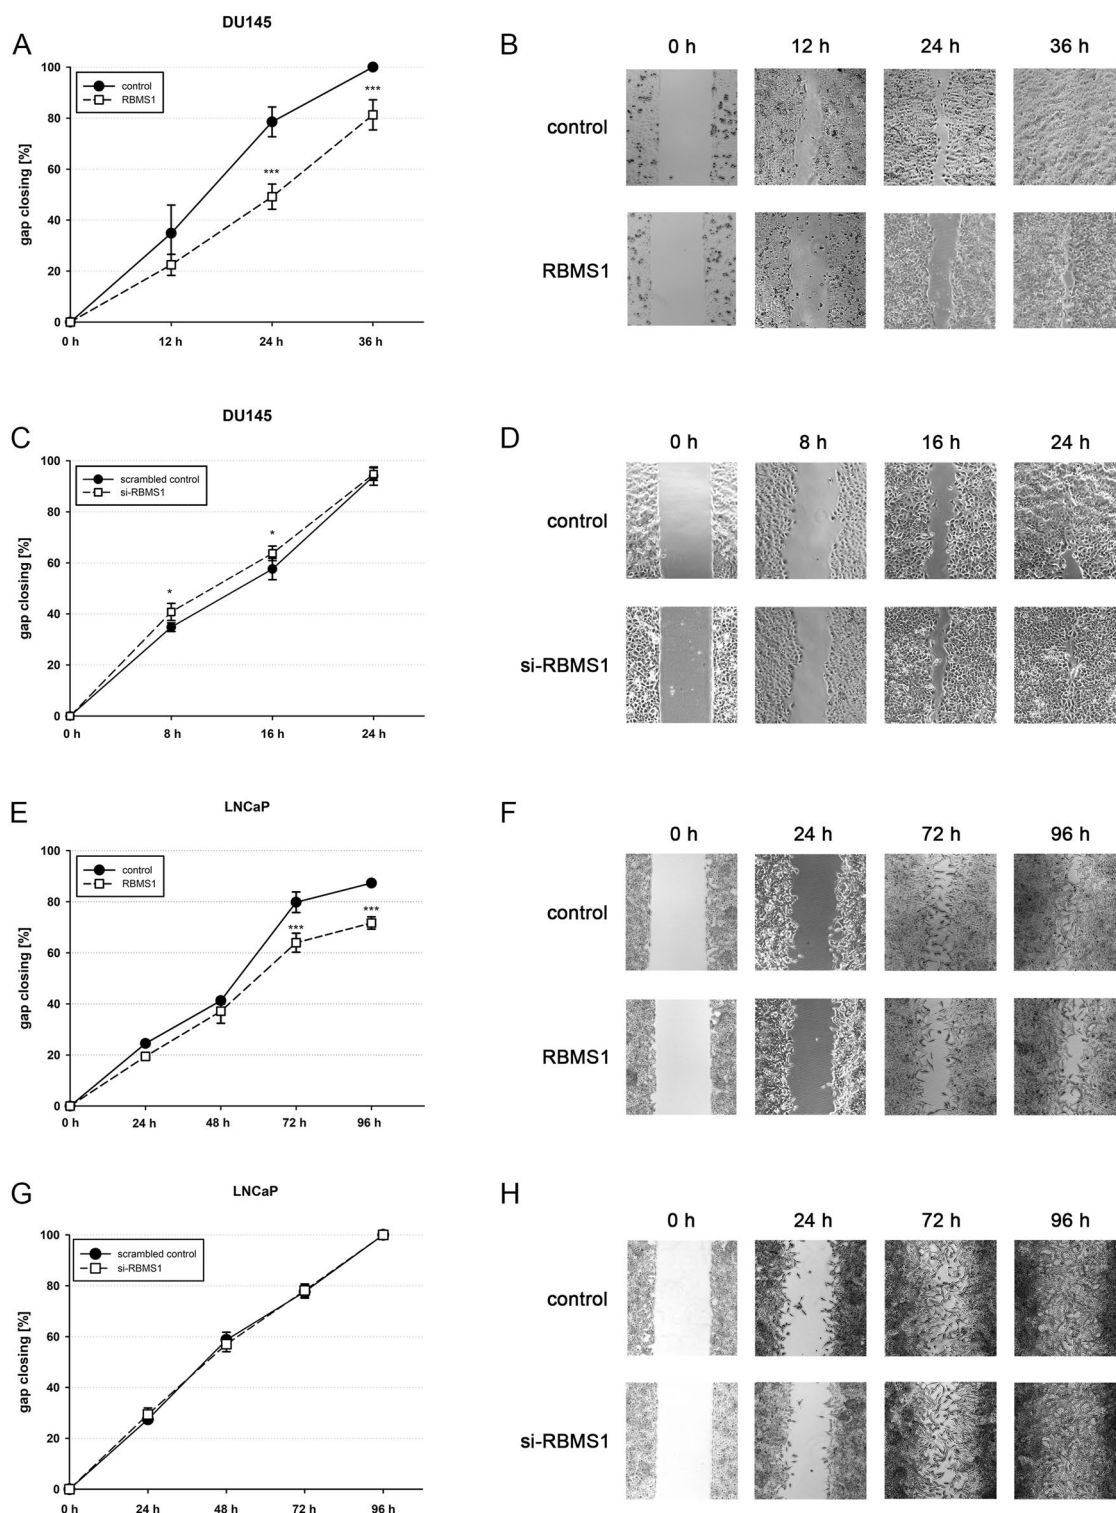 DU145
A
100
80
60
40
20
0
gap closing [%]
control
RBMS1
***
***
0 h 12 h 24 h 36 h
B
0 h 12 h 24 h 36 h
control
RBMS1
DU145
C
100
80
60
40
20
0
gap closing [%]
scrambled control
si-RBMS1
*
*
0 h 8 h 16 h 24 h
D
0 h 8 h 16 h 24 h
control
si-RBMS1
LNCaP
E
100
80
60
40
20
0
gap closing [%]
control
RBMS1
***
***
0 h 24 h 48 h 72 h 96 h
F
0 h 24 h 72 h 96 h
control
RBMS1
LNCaP
G
100
80
60
40
20
0
gap closing [%]
scrambled control
si-RBMS1
0 h 24 h 48 h 72 h 96 h
H
0 h 24 h 72 h 96 h
control
si-RBMS1